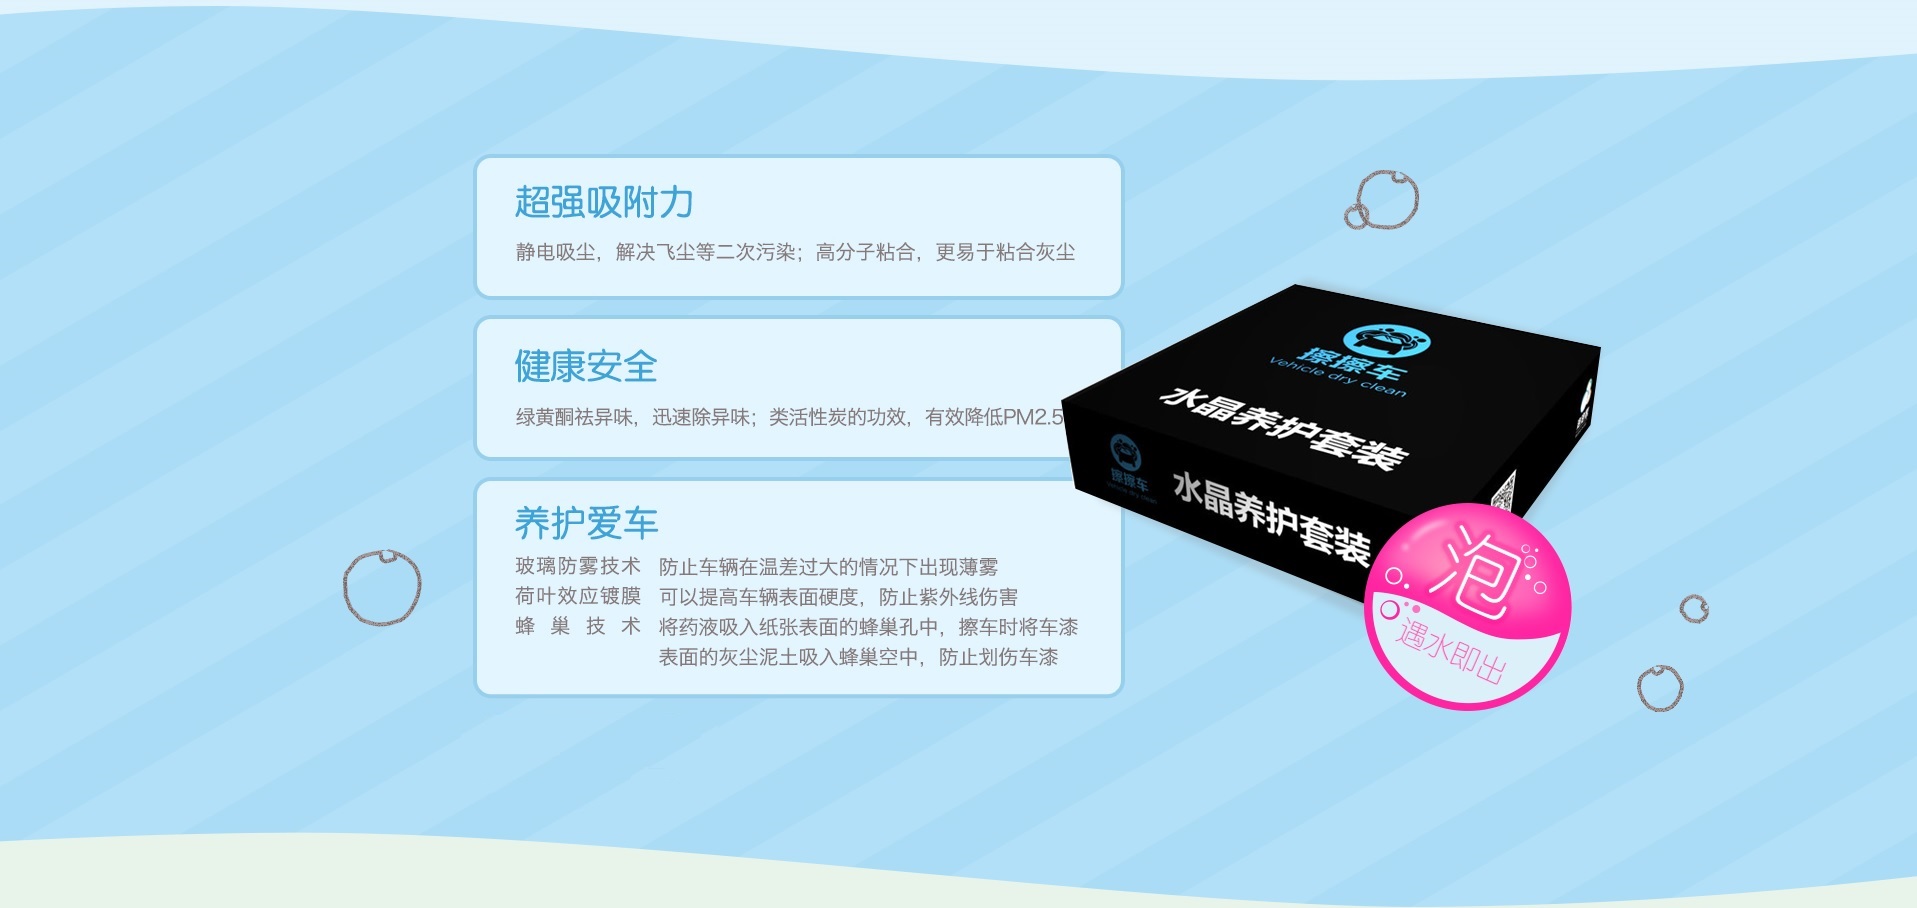 超强吸附力
静电吸尘，解决飞尘等二次污染；高分子粘合，更易于粘合灰尘
健康安全
绿黄酮祛异味，迅速除异味；类活性炭的功效，有效降低PM2.5
养护爱车
玻璃防雾技术 防止车辆在温差过大的情况下出现薄雾
荷叶效应镀膜 可以提高车辆表面硬度，防止紫外线伤害
蜂巢技术 将药液吸入纸张表面的蜂巢孔中，擦车时将车漆
表面的灰尘泥土吸入蜂巢空中，防止划伤车漆
擦擦车
Vehicle dry clean
水晶养护套装
擦擦车
Vehicle dry clean
水晶养护套装
泡
遇水即出